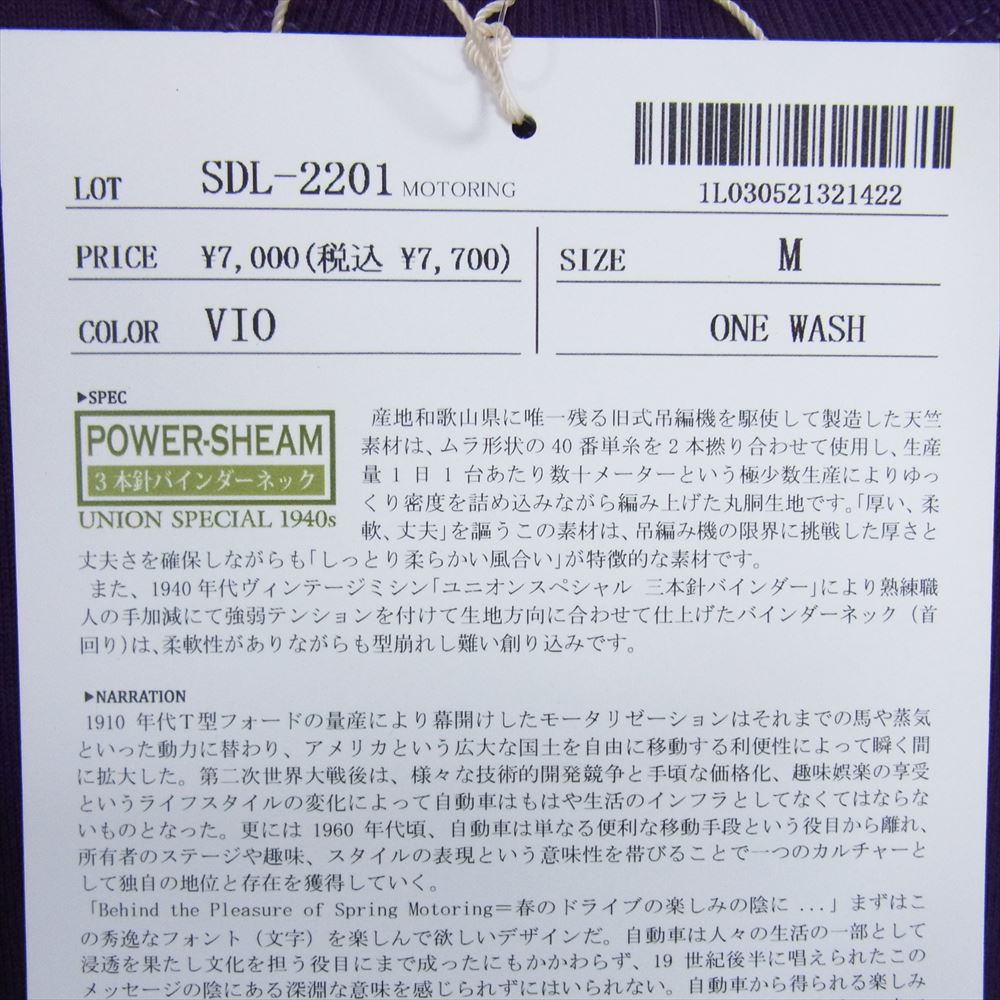 LOT SDL-2201 MOTORING
1L030521321422
PRICE ¥7,000(税込 ¥7,700)
SIZE M
COLOR VIO
ONE WASH
▶SPEC
POWER-SHEAM
3本針バインダーネック
UNION SPECIAL 1940s
産地和歌山県に唯一残る旧式吊編機を駆使して製造した天竺
素材は、ムラ形状の40番単糸を2本撚り合わせて使用し、生産
量1日1台あたり数十メーターという極少数生産によりゆっ
くり密度を詰め込みながら編み上げた丸胴生地です。「厚い、柔
軟、丈夫」を謳うこの素材は、吊編み機の限界に挑戦した厚さと
丈夫さを確保しながらも「しっとり柔らかい風合い」が特徴的な素材です。
また、1940年代ヴィンテージミシン「ユニオンスペシャル 三本針バインダー」により熟練職
人の手加減にて強弱テンションを付けて生地方向に合わせて仕上げたバインダーネック（首
回り）は、柔軟性がありながらも型崩れし難い創り込みです。
▶NARRATION
1910 年代T型フォードの量産により幕開けしたモータリゼーションはそれまでの馬や蒸気
といった動力に替わり、アメリカという広大な国土を自由に移動する利便性によって瞬く間
に拡大した。第二次世界大戦後は、様々な技術的開発競争と手頃な価格化、趣味娯楽の享受
というライフスタイルの変化によって自動車はもはや生活のインフラとしてなくてはならな
いものとなった。更には 1960 年代頃、自動車は単なる便利な移動手段という役目から離れ、
所有者のステージや趣味、スタイルの表現という意味性を帯びることで一つのカルチャーと
して独自の地位と存在を獲得していく。
「Behind the Pleasure of Spring Motoring＝春のドライブの楽しみの陰に ...」まずはこ
の秀逸なフォント（文字）を楽しんで欲しいデザインだ。自動車は人々の生活の一部として
浸透を果たし文化を担う役目にまで成ったにもかかわらず、19 世紀後半に唱えられたこの
メッセージの陰にある深淵な意味を感じられずにはいられない。自動車から得られる楽しみ